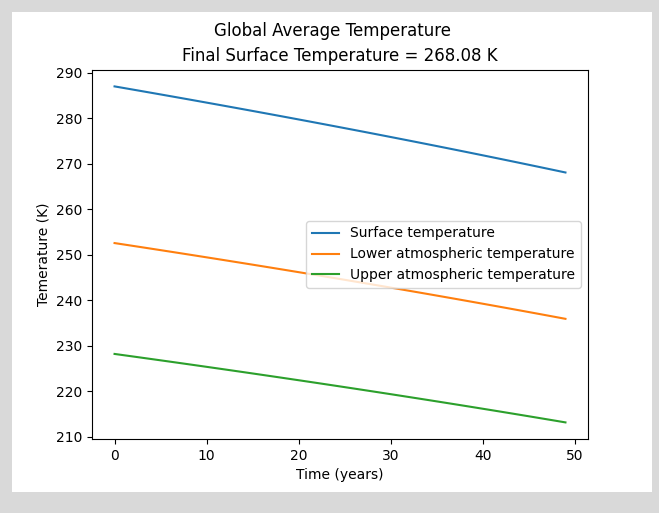 Global Average Temperature
Final Surface Temperature = 268.08 K
290
280
270
260
250
240
230
220
210
Temerature (K)
Surface temperature
Lower atmospheric temperature
Upper atmospheric temperature
0 10 20 30 40 50
Time (years)